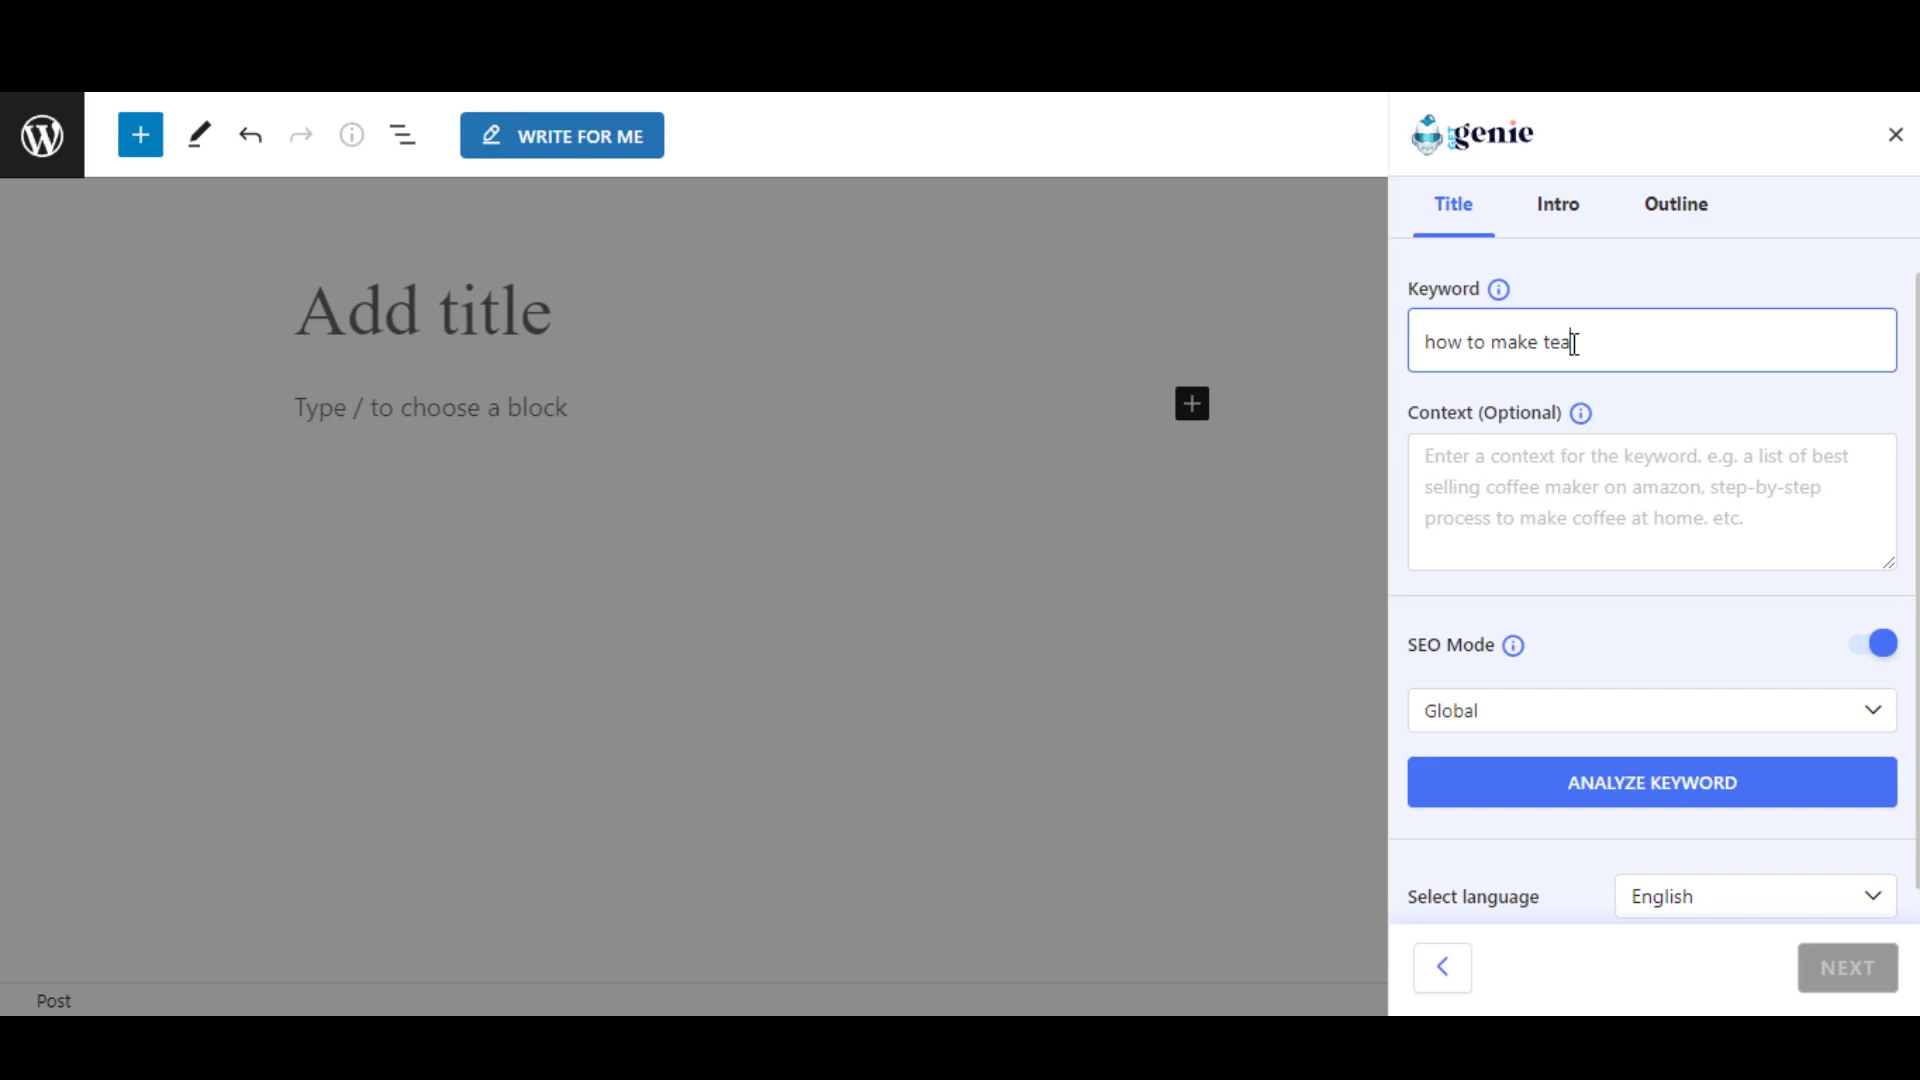 WRITE FOR ME
GPT genie
Title Intro Outline
Keyword
how to make tea
Context (Optional)
Enter a context for the keyword. e.g. a list of best
selling coffee maker on amazon, step-by-step
process to make coffee at home. etc.
SEO Mode
Global
ANALYZE KEYWORD
Select language English
NEXT
Add title
Type / to choose a block
Post